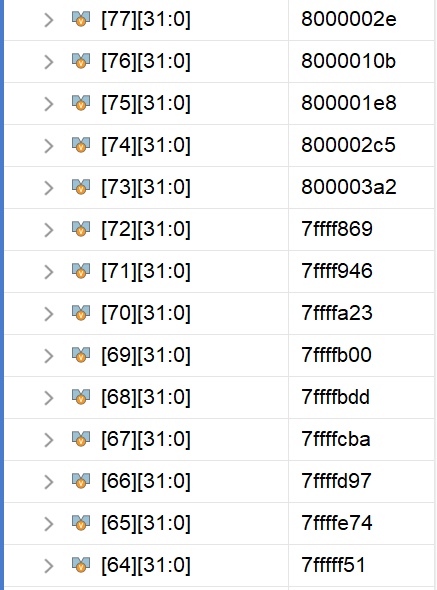 [77][31:0] 8000002e
[76][31:0] 8000010b
[75][31:0] 800001e8
[74][31:0] 800002c5
[73][31:0] 800003a2
[72][31:0] 7ffff869
[71][31:0] 7ffff946
[70][31:0] 7ffffa23
[69][31:0] 7ffffb00
[68][31:0] 7ffffbdd
[67][31:0] 7ffffcba
[66][31:0] 7ffffd97
[65][31:0] 7ffffe74
[64][31:0] 7fffff51